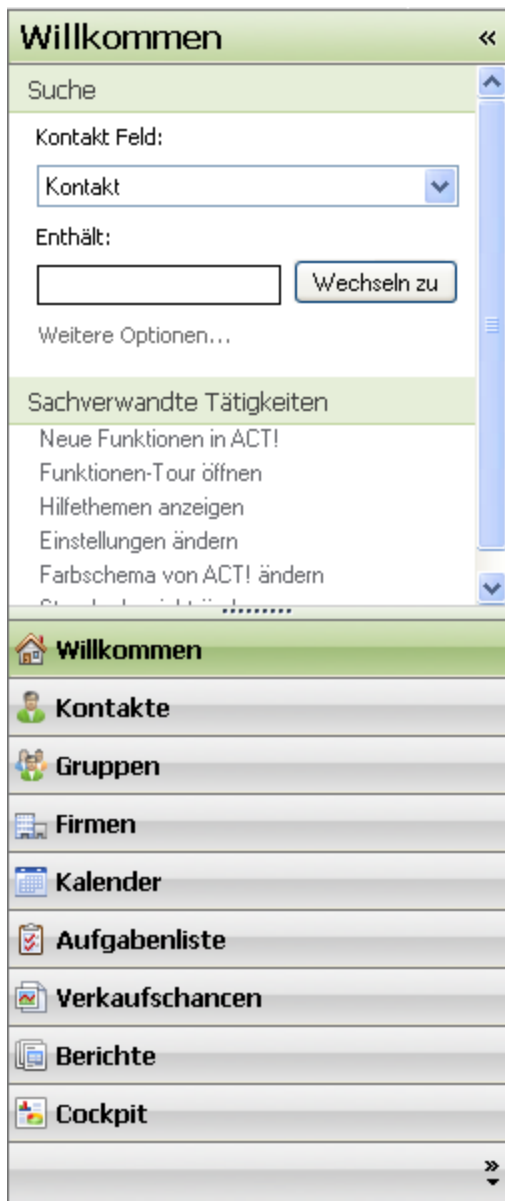 Willkommen
Suche
Kontakt Feld:
Kontakt
Enthält:
Wechseln zu
Weitere Optionen...
Sachverwandte Tätigkeiten
Neue Funktionen in ACT!
Funktionen-Tour öffnen
Hilfethemen anzeigen
Einstellungen ändern
Farbschema von ACT! ändern
Willkommen
Kontakte
Gruppen
Firmen
Kalender
Aufgabenliste
Verkaufschancen
Berichte
Cockpit